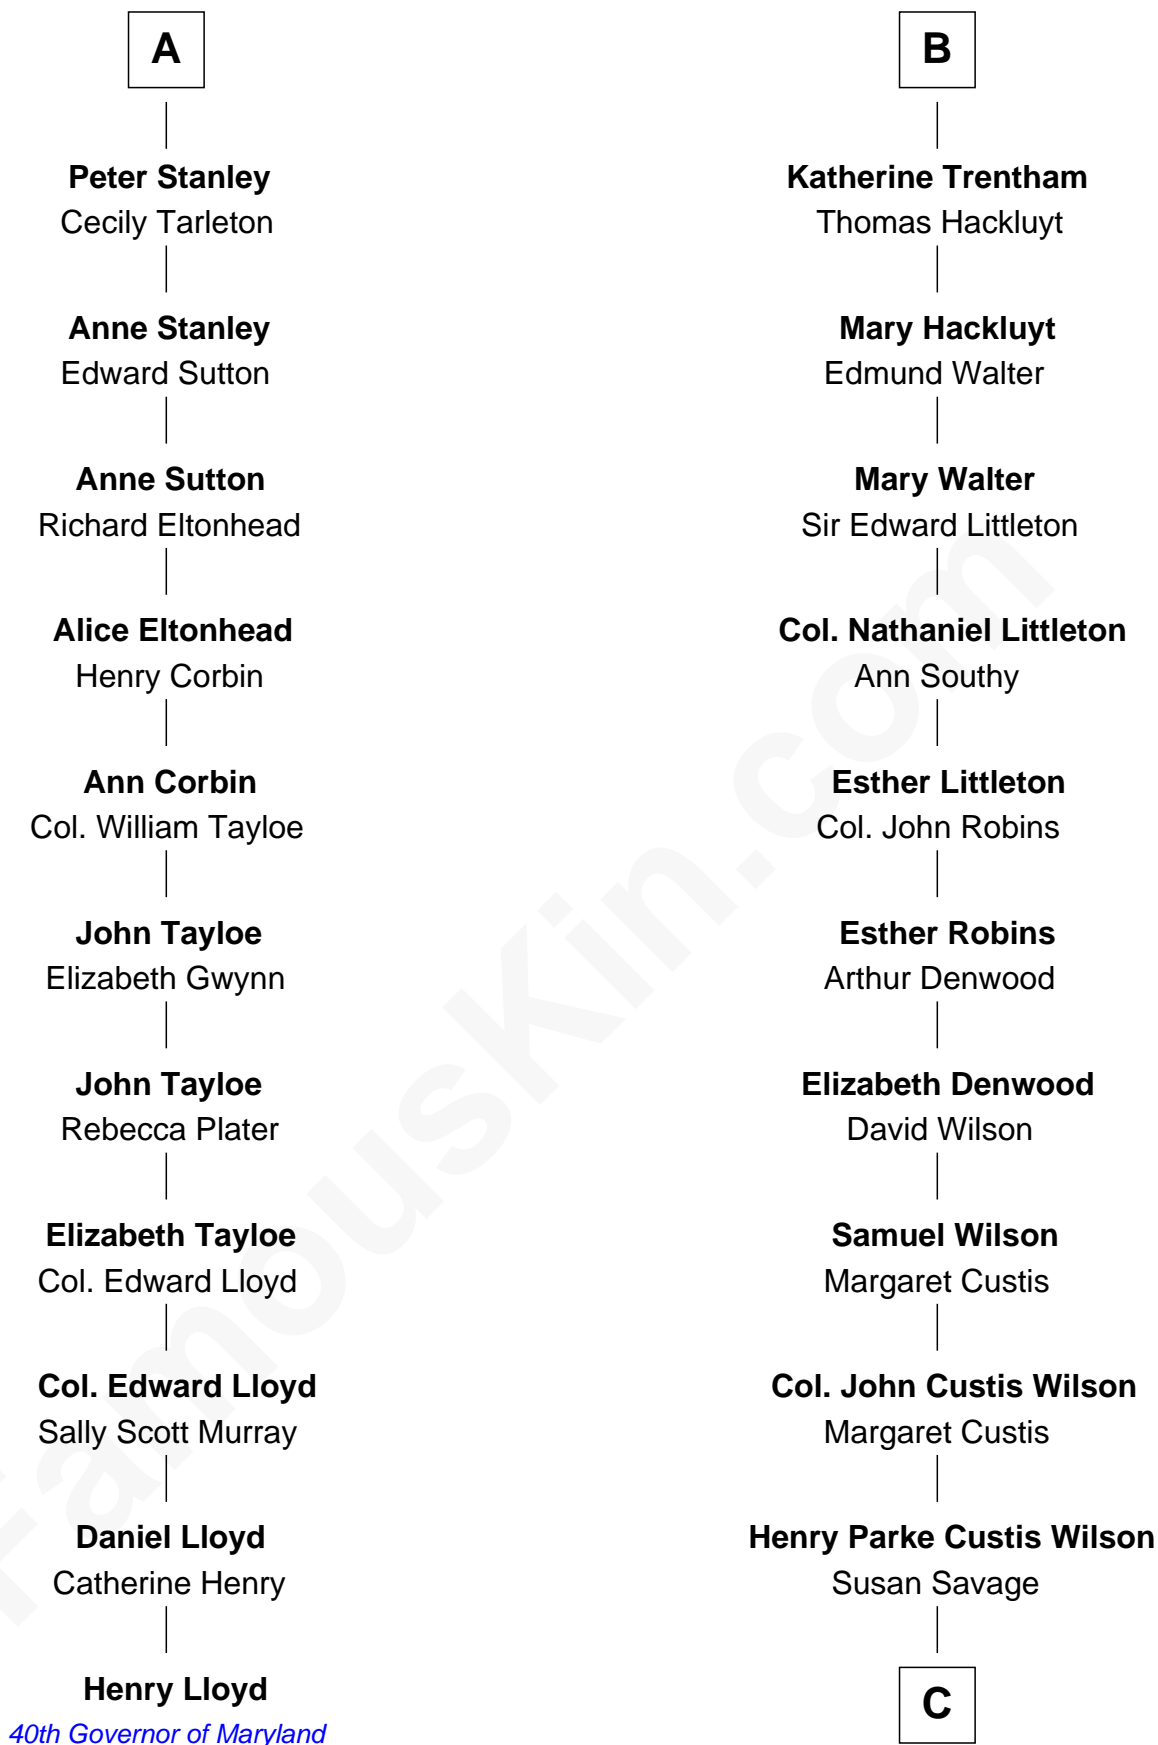 A
Peter Stanley
Cecily Tarleton
Anne Stanley
Edward Sutton
Anne Sutton
Richard Eltonhead
Alice Eltonhead
Henry Corbin
Ann Corbin
Col. William Tayloe
John Tayloe
Elizabeth Gwynn
John Tayloe
Rebecca Plater
Elizabeth Tayloe
Col. Edward Lloyd
Col. Edward Lloyd
Sally Scott Murray
Daniel Lloyd
Catherine Henry
Henry Lloyd
40th Governor of Maryland
B
Katherine Trentham
Thomas Hackluyt
Mary Hackluyt
Edmund Walter
Mary Walter
Sir Edward Littleton
Col. Nathaniel Littleton
Ann Southy
Esther Littleton
Col. John Robins
Esther Robins
Arthur Denwood
Elizabeth Denwood
David Wilson
Samuel Wilson
Margaret Custis
Col. John Custis Wilson
Margaret Custis
Henry Parke Custis Wilson
Susan Savage
C
FamousKin.com